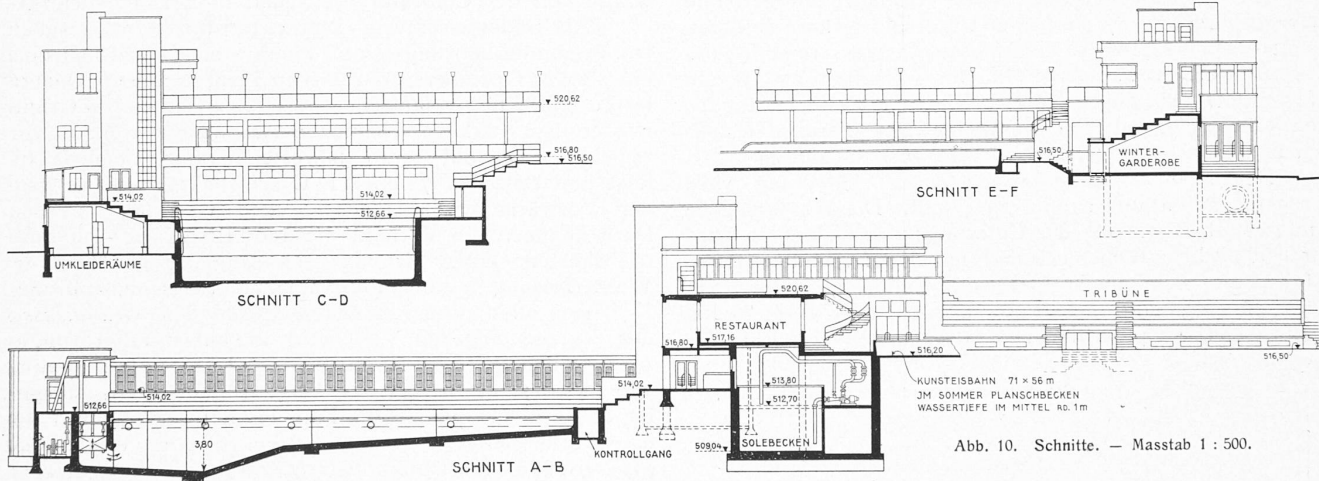 520,62
516,80
516,50
514,02
514,02
512,66
UMKLEIDERÄUME
SCHNITT C-D
516,50
WINTER-
GARDEROBE
SCHNITT E-F
520,62
RESTAURANT
517,16
516,80
TRIBÜNE
516,20
516,50
KUNSTEISBAHN 71 × 56 m
JM SOMMER PLANSCHBECKEN
WASSERTIEFE IM MITTEL RD. 1m
514,02
514,02
512,66
3,80
513,80
512,70
509,04
SOLEBECKEN
KONTROLLGANG
SCHNITT A-B
Abb. 10. Schnitte. — Masstab 1 : 500.